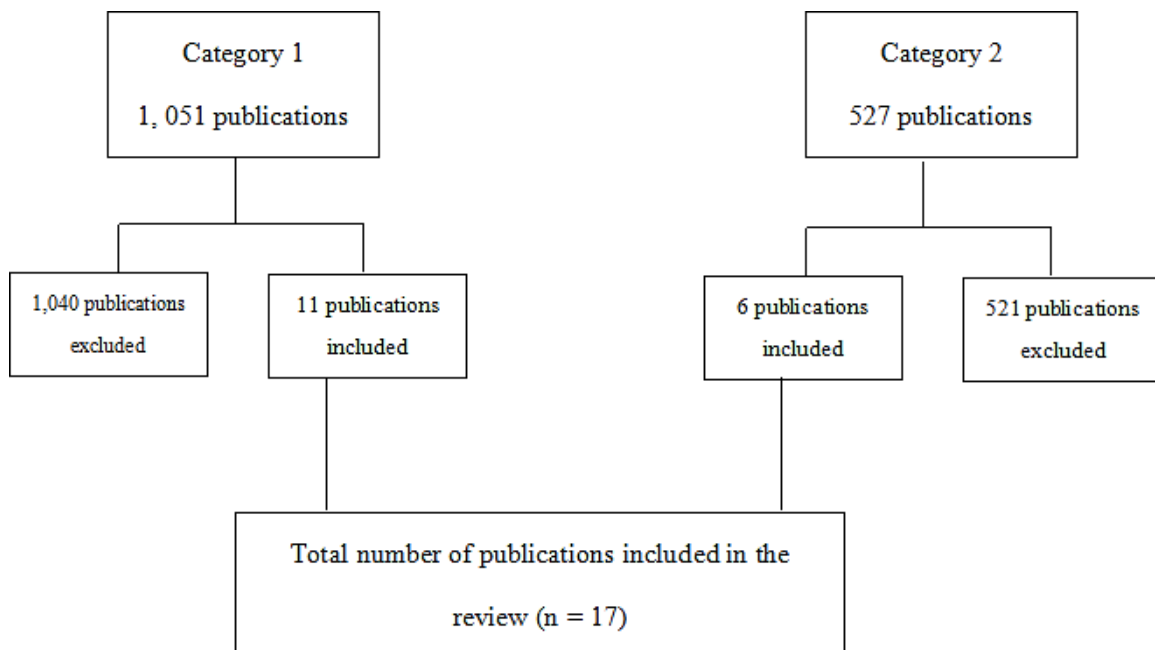 Category 1
1, 051 publications
Category 2
527 publications
1,040 publications
excluded
11 publications
included
6 publications
included
521 publications
excluded
Total number of publications included in the
review (n = 17)